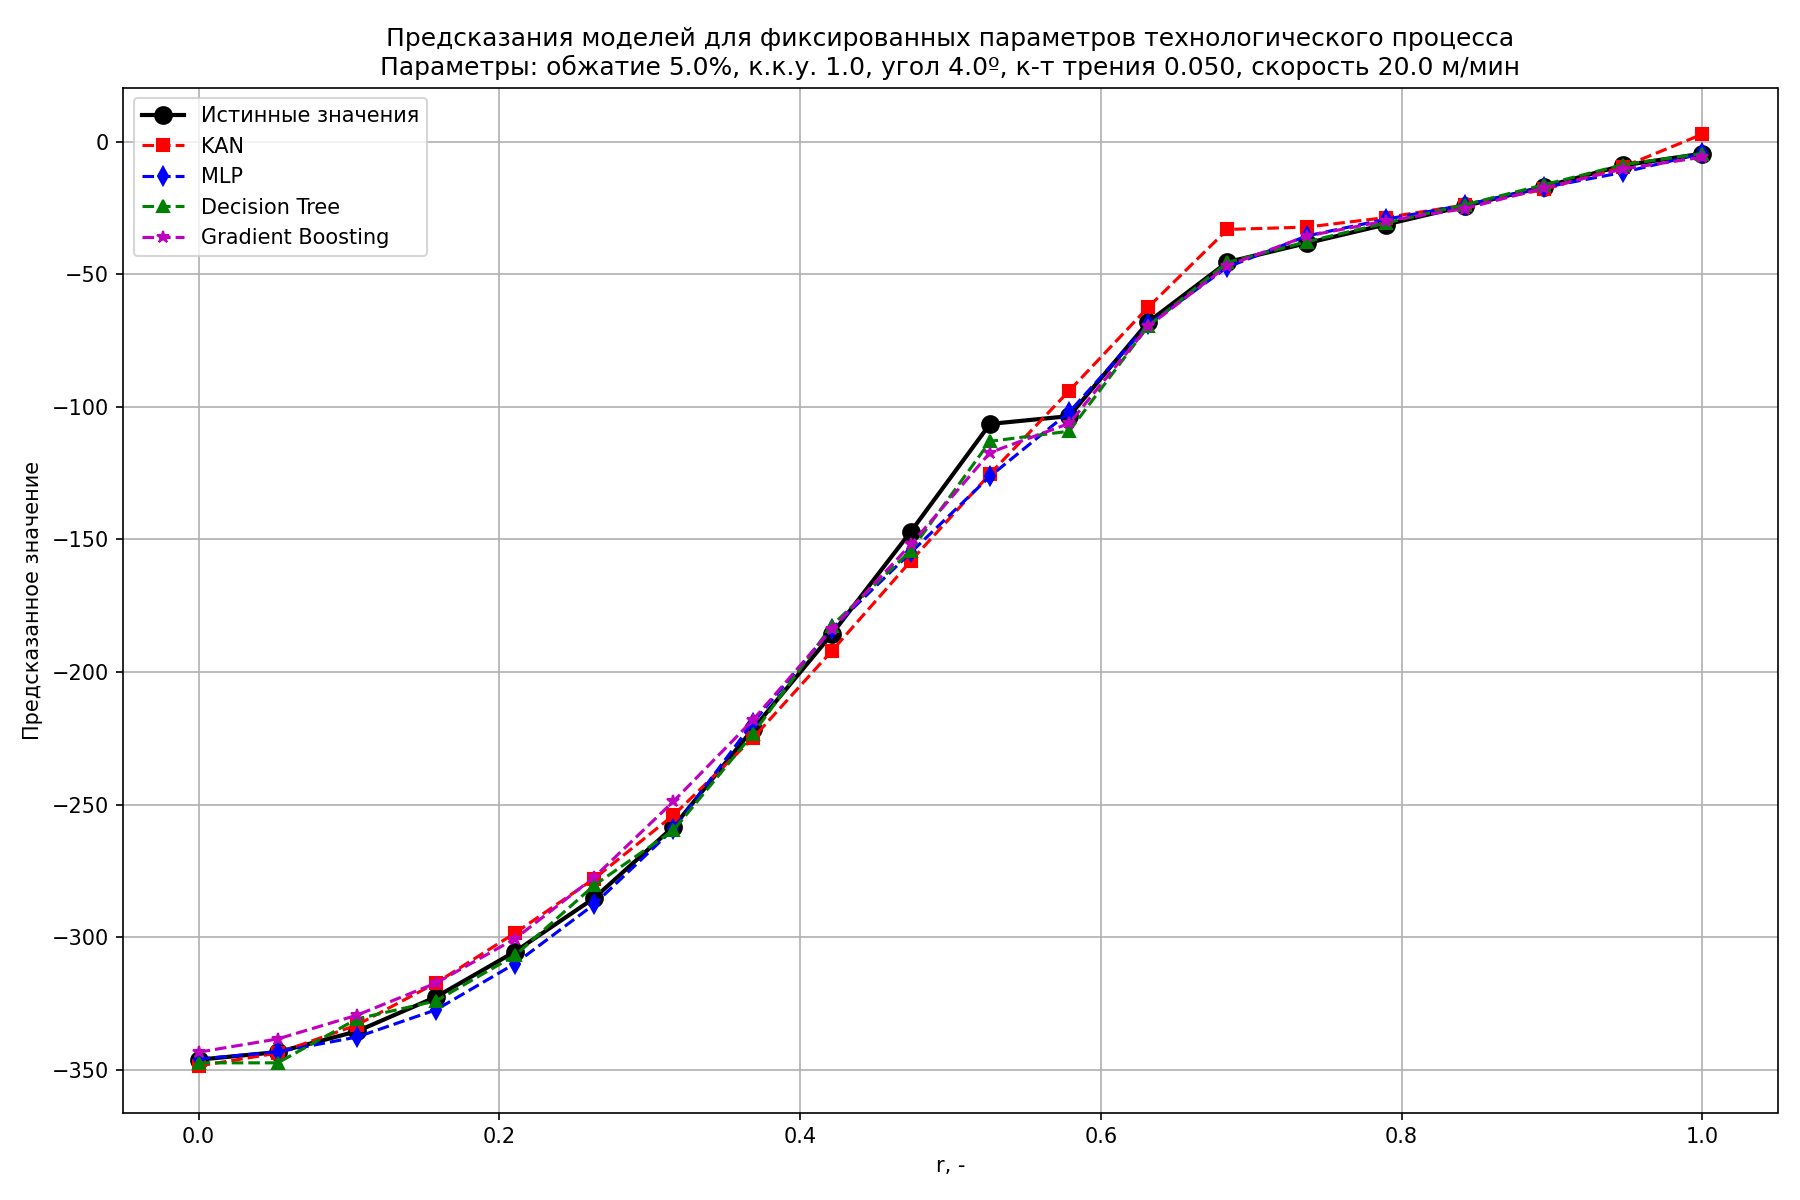 Предсказания моделей для фиксированных параметров технологического процесса
Параметры: обжатие 5.0%, к.к.у. 1.0, угол 4.0º, к-т трения 0.050, скорость 20.0 м/мин
Истинные значения
KAN
MLP
Decision Tree
Gradient Boosting
Предсказанное значение
0
−50
−100
−150
−200
−250
−300
−350
0.0
0.2
0.4
0.6
0.8
1.0
r, -